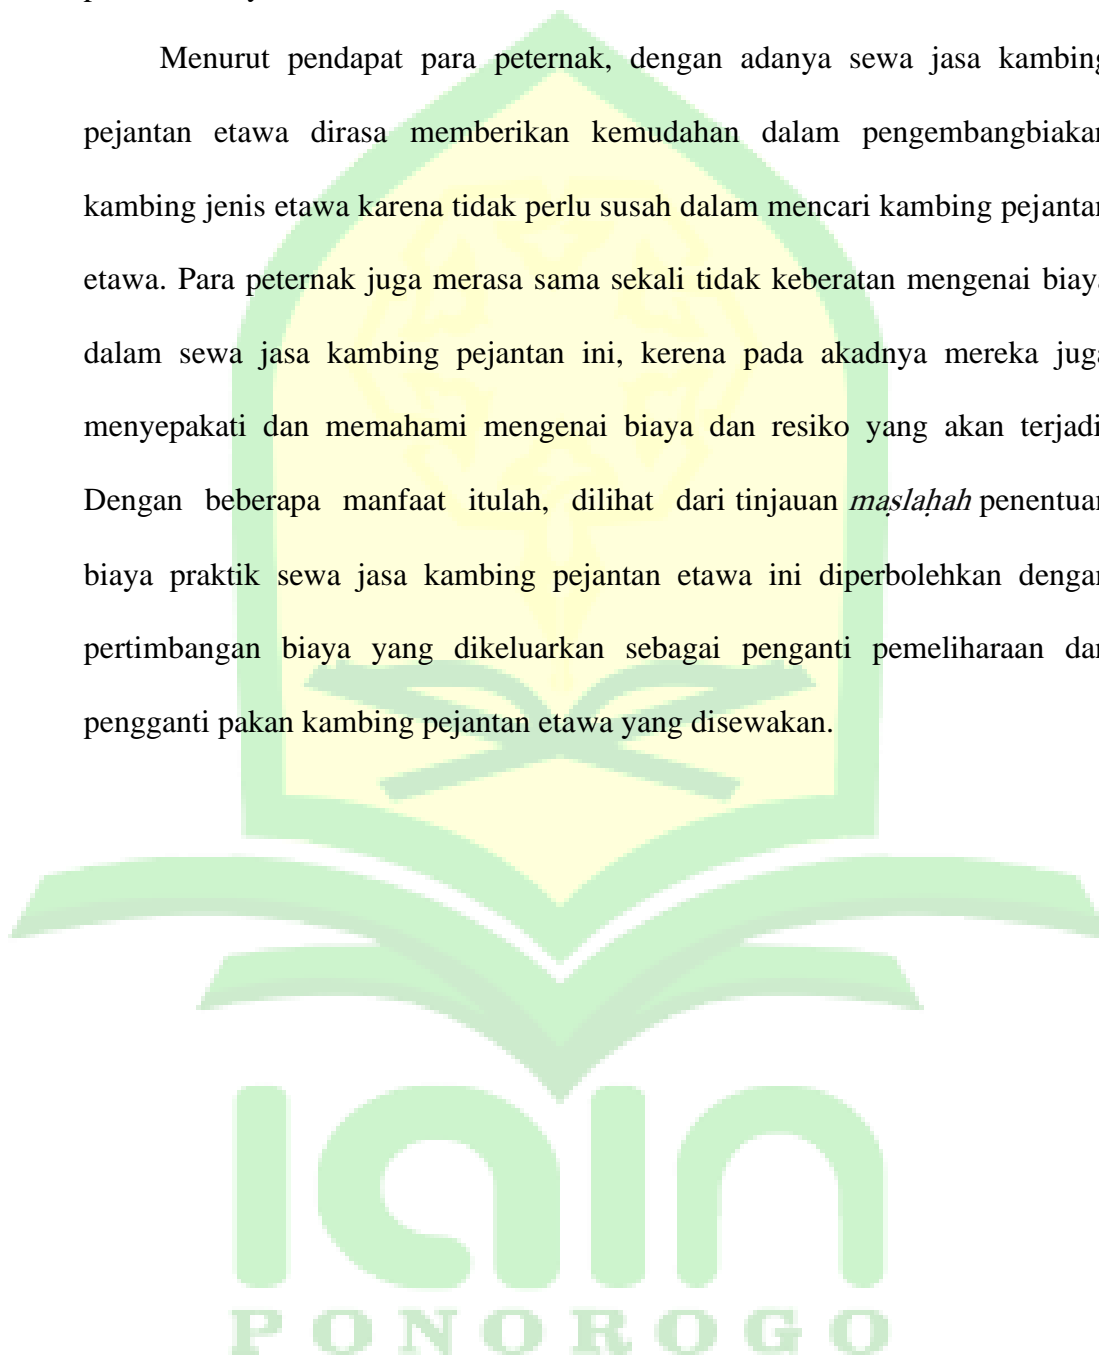 Menurut pendapat para peternak, dengan adanya sewa jasa kambing
pejantan etawa dirasa memberikan kemudahan dalam pengembangbiakan
kambing jenis etawa karena tidak perlu susah dalam mencari kambing pejantan
etawa. Para peternak juga merasa sama sekali tidak keberatan mengenai biaya
dalam sewa jasa kambing pejantan ini, kerena pada akadnya mereka juga
menyepakati dan memahami mengenai biaya dan resiko yang akan terjadi
Dengan beberapa manfaat itulah, dilihat dari tinjauan maṣlaḥah penentuan
biaya praktik sewa jasa kambing pejantan etawa ini diperbolehkan dengan
pertimbangan biaya yang dikeluarkan sebagai penganti pemeliharaan dan
pengganti pakan kambing pejantan etawa yang disewakan.
IAIN
PONOROGO